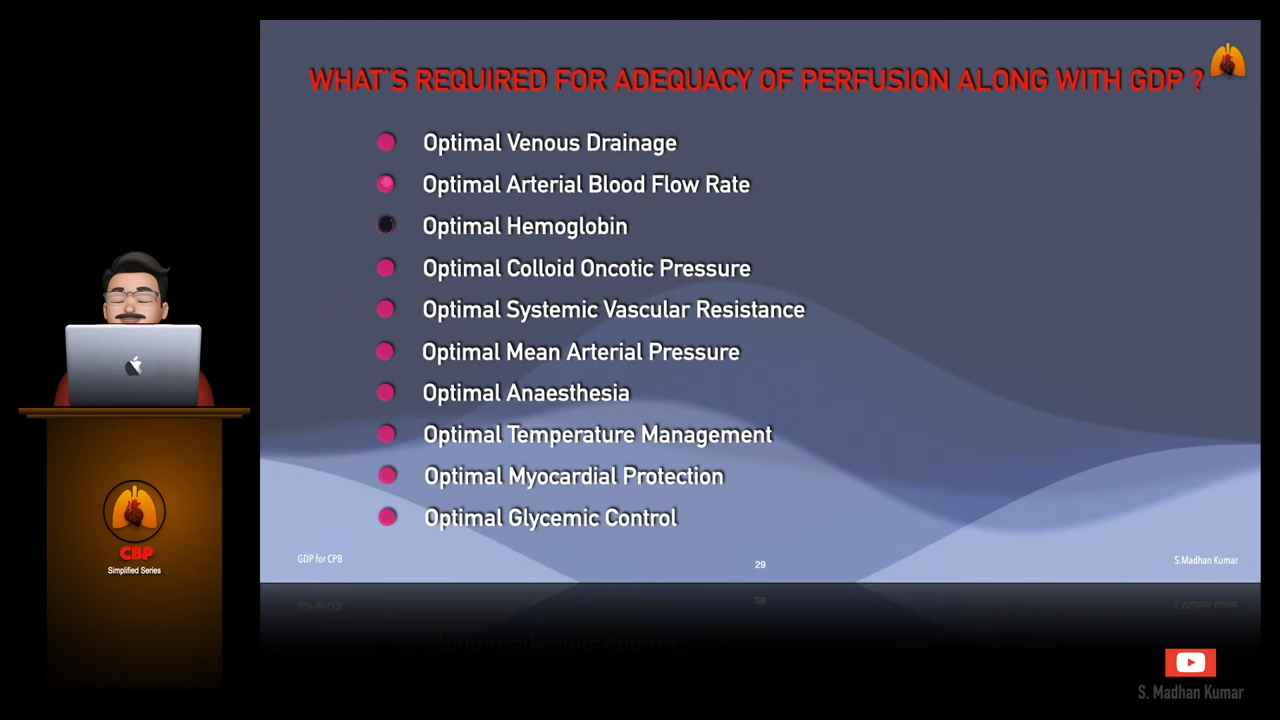 WHAT'S REQUIRED FOR ADEQUACY OF PERFUSION ALONG WITH GDP ?
Optimal Venous Drainage
Optimal Arterial Blood Flow Rate
Optimal Hemoglobin
Optimal Colloid Oncotic Pressure
Optimal Systemic Vascular Resistance
Optimal Mean Arterial Pressure
Optimal Anaesthesia
Optimal Temperature Management
Optimal Myocardial Protection
Optimal Glycemic Control
GDP for CPB
29
S.Madhan Kumar
CBP
Simplified Series
S. Madhan Kumar